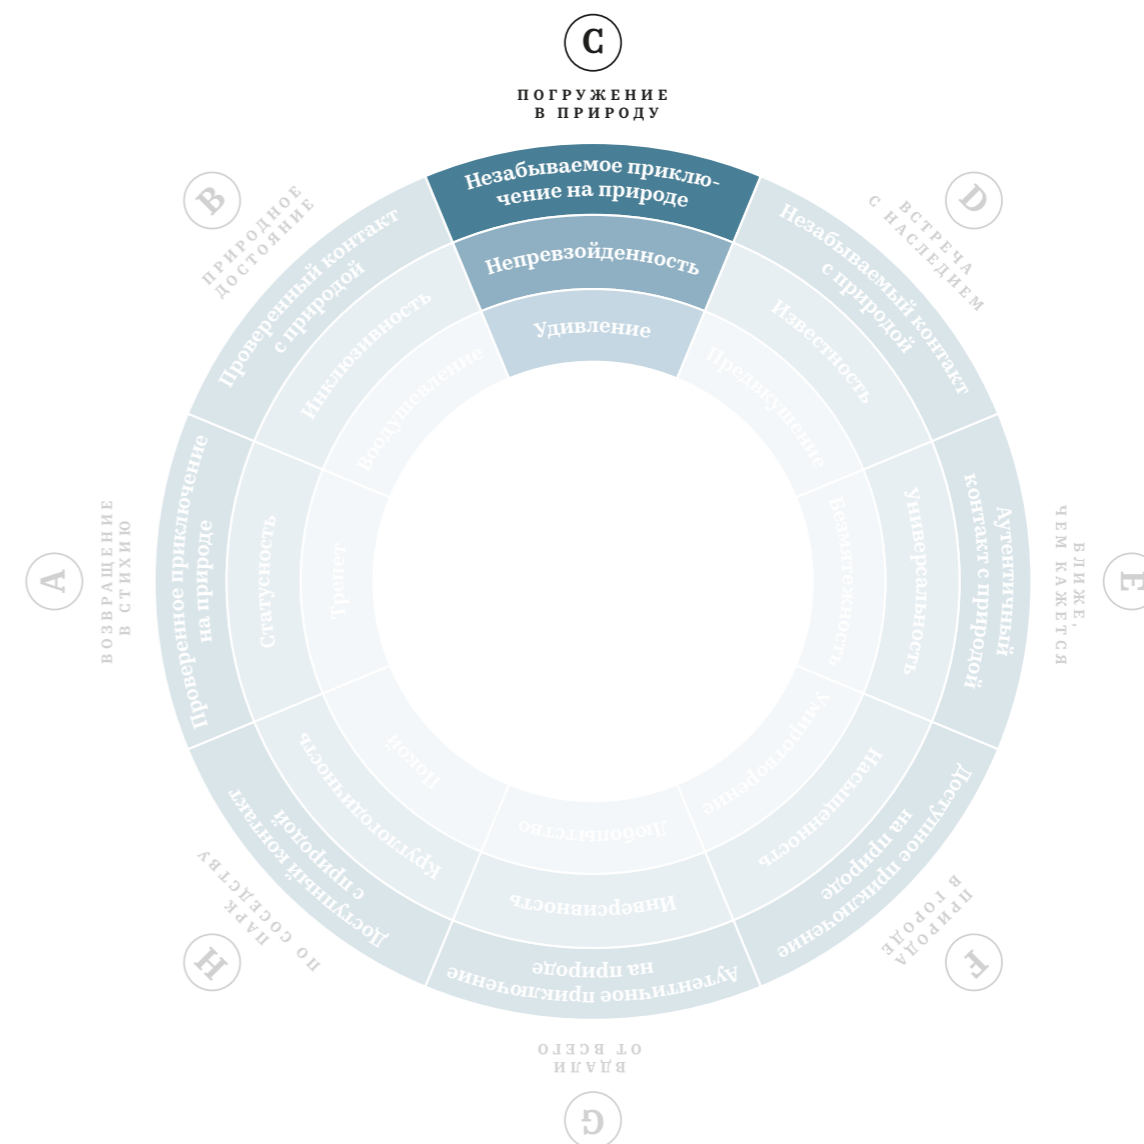 C
ПОГРУЖЕНИЕ
В ПРИРОДУ
Незабываемое приклю-
чение на природе
Непревзойденность
Удивление
D
ВСТРЕЧА
С НАСЛЕДИЕМ
Незабываемый контакт
с природой
Известность
Предвкушение
E
БЛИЖЕ,
ЧЕМ КАЖЕТСЯ
Аутентичный
контакт с природой
Универсальность
Безмятежность
F
ПРИРОДА
В ГОРОДЕ
Доступное приключение
на природе
Насыщенность
Умиротворение
G
ВДАЛИ
ОТ ВСЕГО
Аутентичное приключение
на природе
Инверсивность
Любопытство
H
ПАРК
ПО СОСЕДСТВУ
Доступный контакт
с природой
Круглогодичность
Покой
A
ВОЗВРАЩЕНИЕ
В СТИХИЮ
Проверенное приключение
на природе
Статусность
Трепет
B
ПРИРОДНОЕ
ДОСТОЯНИЕ
Проверенный контакт
с природой
Инклюзивность
Воодушевление